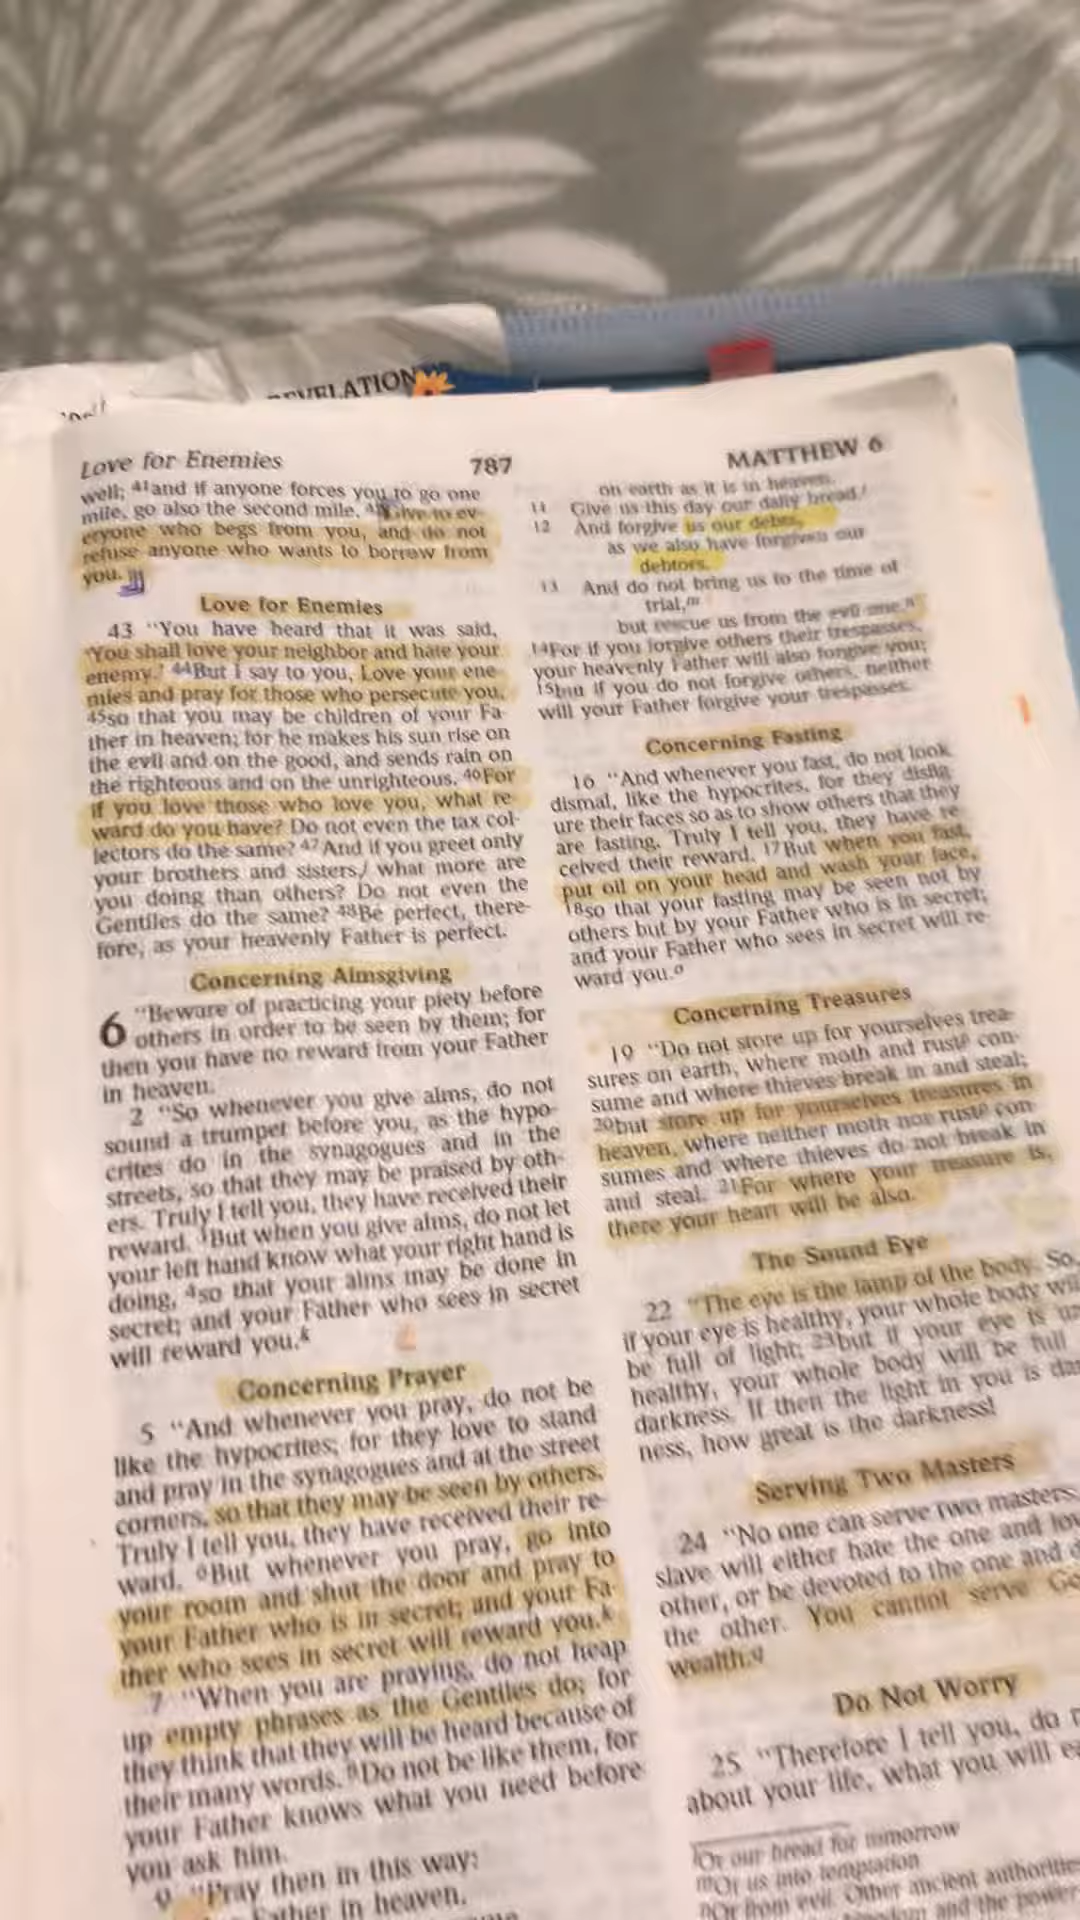 REVELATION
Love for Enemies
787
MATTHEW 6
well; 41and if anyone forces you to go one
mile, go also the second mile. 42Give to ev-
eryone who begs from you, and do not
refuse anyone who wants to borrow from
you.
Love for Enemies
43 "You have heard that it was said,
'You shall love your neighbor and hate your
enemy.' 44But I say to you, Love your ene-
mies and pray for those who persecute you,
45so that you may be children of your Fa-
ther in heaven; for he makes his sun rise on
the evil and on the good, and sends rain on
the righteous and on the unrighteous. 46For
if you love those who love you, what re-
ward do you have? Do not even the tax col-
lectors do the same? 47And if you greet only
your brothers and sisters,j what more are
you doing than others? Do not even the
Gentiles do the same? 48Be perfect, there-
fore, as your heavenly Father is perfect.
Concerning Almsgiving
6 "Beware of practicing your piety before
others in order to be seen by them; for
then you have no reward from your Father
in heaven.
2 "So whenever you give alms, do not
sound a trumpet before you, as the hypo-
crites do in the synagogues and in the
streets, so that they may be praised by oth-
ers. Truly I tell you, they have received their
reward. 3But when you give alms, do not let
your left hand know what your right hand is
doing, 4so that your alms may be done in
secret; and your Father who sees in secret
will reward you.k
Concerning Prayer
5 "And whenever you pray, do not be
like the hypocrites; for they love to stand
and pray in the synagogues and at the street
corners, so that they may be seen by others.
Truly I tell you, they have received their re-
ward. 6But whenever you pray, go into
your room and shut the door and pray to
your Father who is in secret; and your Fa-
ther who sees in secret will reward you.k
7 "When you are praying, do not heap
up empty phrases as the Gentiles do; for
they think that they will be heard because of
their many words. 8Do not be like them, for
your Father knows what you need before
you ask him.
9 "Pray then in this way:
Father in heaven,
on earth as it is in heaven.
11 Give us this day our daily bread.l
12 And forgive us our debts,
as we also have forgiven our
debtors.
13 And do not bring us to the time of
trial,m
but rescue us from the evil one.n
14For if you forgive others their trespasses,
your heavenly Father will also forgive you;
15but if you do not forgive others, neither
will your Father forgive your trespasses.
Concerning Fasting
16 "And whenever you fast, do not look
dismal, like the hypocrites, for they disfig-
ure their faces so as to show others that they
are fasting. Truly I tell you, they have re-
ceived their reward. 17But when you fast,
put oil on your head and wash your face,
18so that your fasting may be seen not by
others but by your Father who is in secret;
and your Father who sees in secret will re-
ward you.o
Concerning Treasures
19 "Do not store up for yourselves trea-
sures on earth, where moth and rustp con-
sume and where thieves break in and steal;
20but store up for yourselves treasures in
heaven, where neither moth nor rustp con-
sumes and where thieves do not break in
and steal. 21For where your treasure is,
there your heart will be also.
The Sound Eye
22 "The eye is the lamp of the body. So,
if your eye is healthy, your whole body wil
be full of light; 23but if your eye is un
healthy, your whole body will be full
darkness. If then the light in you is dar
ness, how great is the darkness!
Serving Two Masters
24 "No one can serve two masters,
slave will either hate the one and lov
other, or be devoted to the one and d
the other. You cannot serve Go
wealth.q
Do Not Worry
25 "Therefore I tell you, do n
about your life, what you will ea
lOr our bread for tomorrow
mOr us into temptation
nOr from evil. Other ancient authorities
and the power